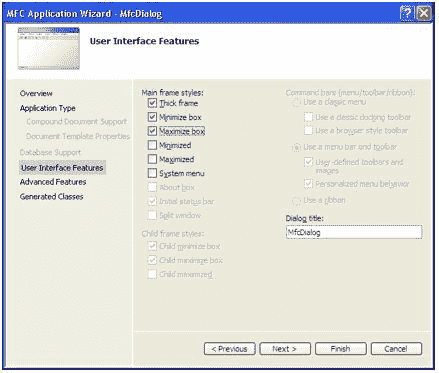 MFC Application Wizard - MfcDialog
User Interface Features
Overview
Application Type
Compound Document Support
Document Template Properties
Database Support
User Interface Features
Advanced Features
Generated Classes
Main frame styles:
Thick frame
Minimize box
Maximize box
Minimized
Maximized
System menu
About box
Initial status bar
Split window
Child frame styles:
Child minimize box
Child maximize box
Child maximized
Command bars (menu/toolbar/ribbon):
Use a classic menu
Use a classic docking toolbar
Use a browser style toolbar
Use a menu bar and toolbar
User-defined toolbars and
images
Personalized menu behavior
Use a ribbon
Dialog title:
MfcDialog
< Previous
Next >
Finish
Cancel